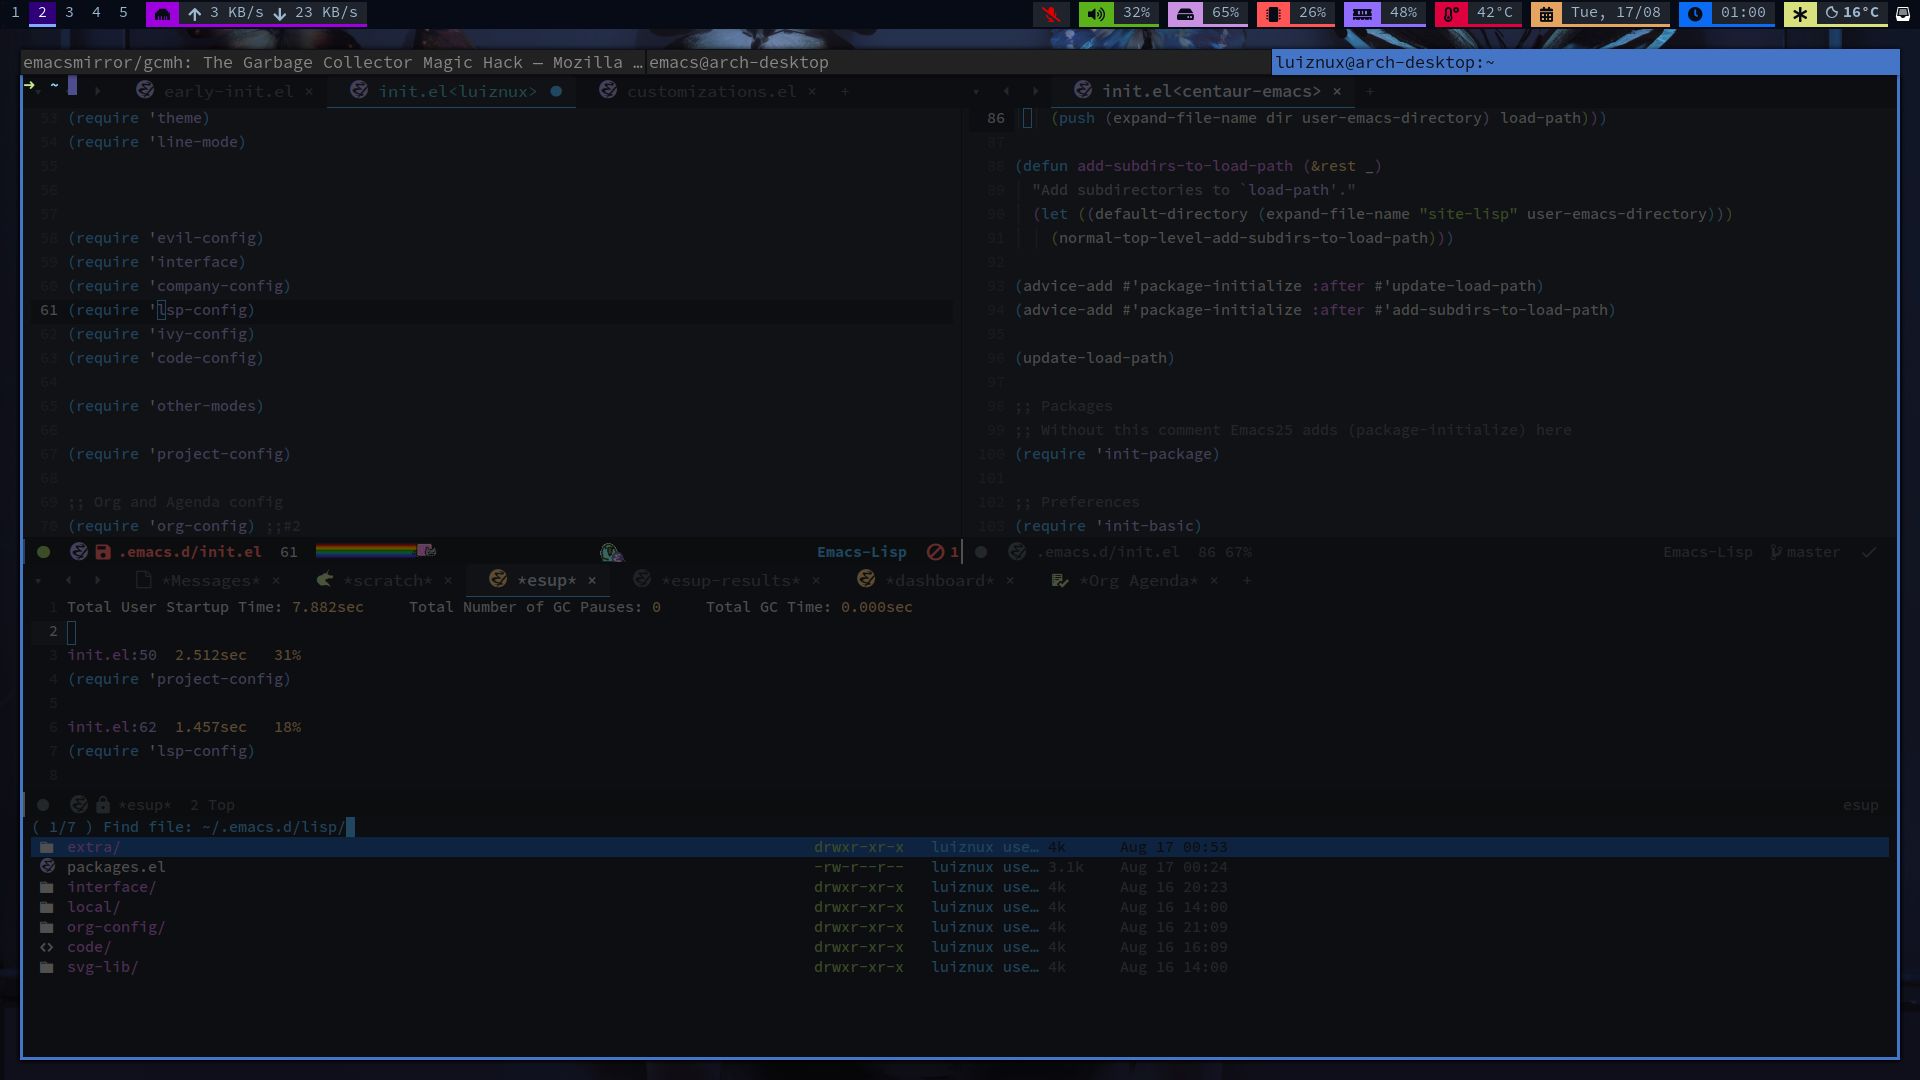 1 2 3 4 5 3 KB/s 23 KB/s 32% 65% 26% 48% 42°C Tue, 17/08 01:00 16°C
emacsmirror/gcmh: The Garbage Collector Magic Hack — Mozilla … emacs@arch-desktop luiznux@arch-desktop:~
→ ~
early-init.el × init.el<luiznux> customizations.el × +
53 (require 'theme)
54 (require 'line-mode)
55
56
57
58 (require 'evil-config)
59 (require 'interface)
60 (require 'company-config)
61 (require 'lsp-config)
62 (require 'ivy-config)
63 (require 'code-config)
64
65 (require 'other-modes)
66
67 (require 'project-config)
68
69 ;; Org and Agenda config
70 (require 'org-config) ;;#2
.emacs.d/init.el 61 Emacs-Lisp 1
init.el<centaur-emacs> × +
86 (push (expand-file-name dir user-emacs-directory) load-path)))
87
88 (defun add-subdirs-to-load-path (&rest _)
89 "Add subdirectories to `load-path'."
90 (let ((default-directory (expand-file-name "site-lisp" user-emacs-directory)))
91 (normal-top-level-add-subdirs-to-load-path)))
92
93 (advice-add #'package-initialize :after #'update-load-path)
94 (advice-add #'package-initialize :after #'add-subdirs-to-load-path)
95
96 (update-load-path)
97
98 ;; Packages
99 ;; Without this comment Emacs25 adds (package-initialize) here
100 (require 'init-package)
101
102 ;; Preferences
103 (require 'init-basic)
.emacs.d/init.el 86 67% Emacs-Lisp master
*Messages* × *scratch* × *esup* × *esup-results* × *dashboard* × *Org Agenda* × +
1 Total User Startup Time: 7.882sec Total Number of GC Pauses: 0 Total GC Time: 0.000sec
2
3 init.el:50 2.512sec 31%
4 (require 'project-config)
5
6 init.el:62 1.457sec 18%
7 (require 'lsp-config)
8
*esup* 2 Top esup
( 1/7 ) Find file: ~/.emacs.d/lisp/
extra/ drwxr-xr-x luiznux use… 4k Aug 17 00:53
packages.el -rw-r--r-- luiznux use… 3.1k Aug 17 00:24
interface/ drwxr-xr-x luiznux use… 4k Aug 16 20:23
local/ drwxr-xr-x luiznux use… 4k Aug 16 14:00
org-config/ drwxr-xr-x luiznux use… 4k Aug 16 21:09
code/ drwxr-xr-x luiznux use… 4k Aug 16 16:09
svg-lib/ drwxr-xr-x luiznux use… 4k Aug 16 14:00